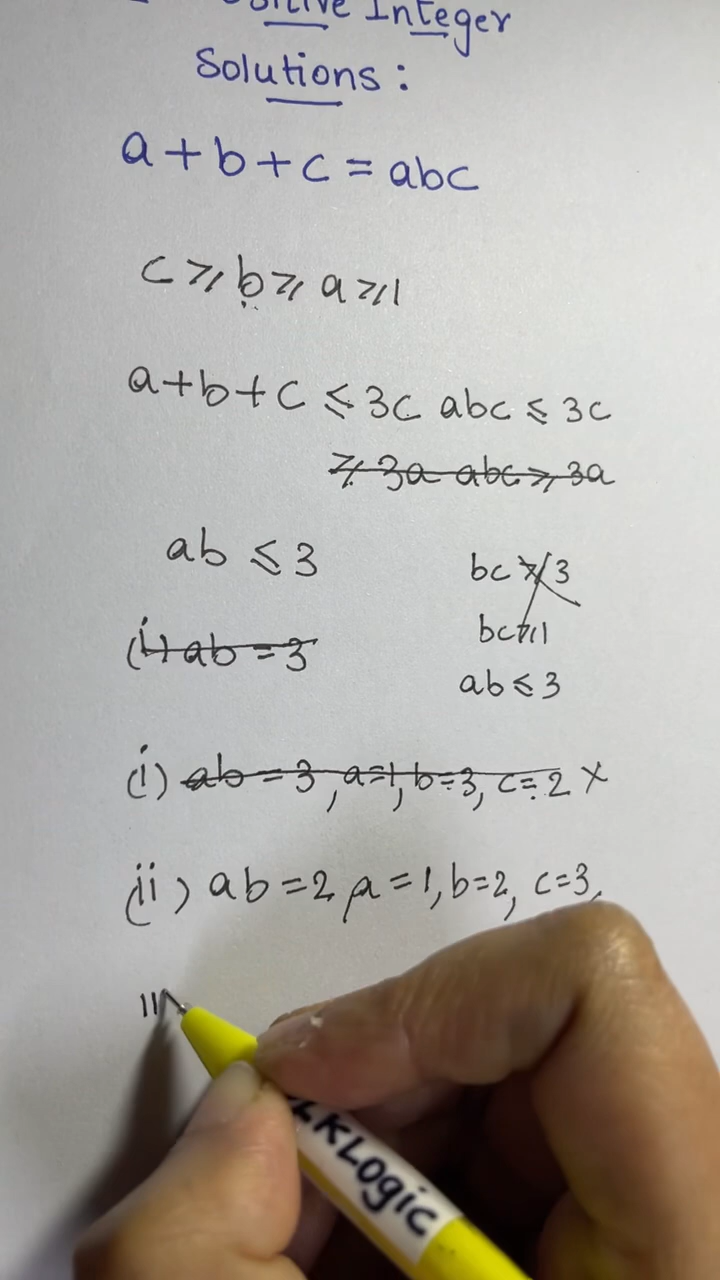 Integer
Solutions :
a + b + c = abc
c ⩾ b ⩾ a ⩾ 1
a + b + c ⩽ 3c abc ⩽ 3c
⩾ 3a abc ⩾ 3a
ab ⩽ 3
bc ⩾ 3
(i) ab = 3
bc ⩾ 1
ab ⩽ 3
(i) ab = 3, a=1, b=3, c=2 ×
(ii) ab = 2, a = 1, b=2, c=3,
KLogic